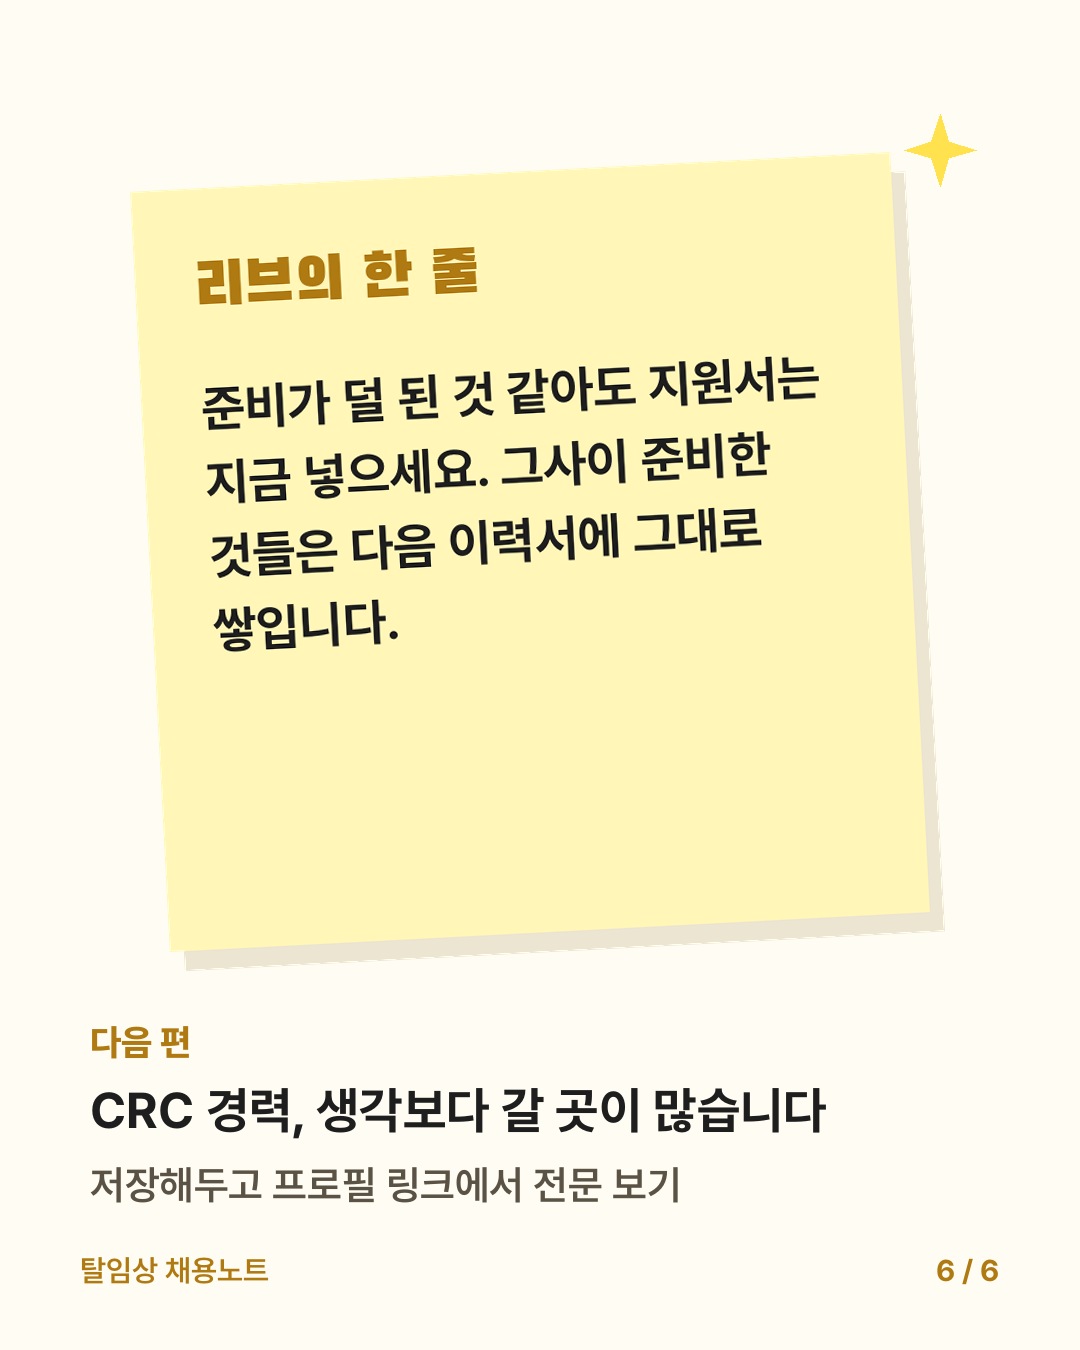 리브의 한 줄
준비가 덜 된 것 같아도 지원서는
지금 넣으세요. 그사이 준비한
것들은 다음 이력서에 그대로
쌓입니다.
다음 편
CRC 경력, 생각보다 갈 곳이 많습니다
저장해두고 프로필 링크에서 전문 보기
탈임상 채용노트
6 / 6